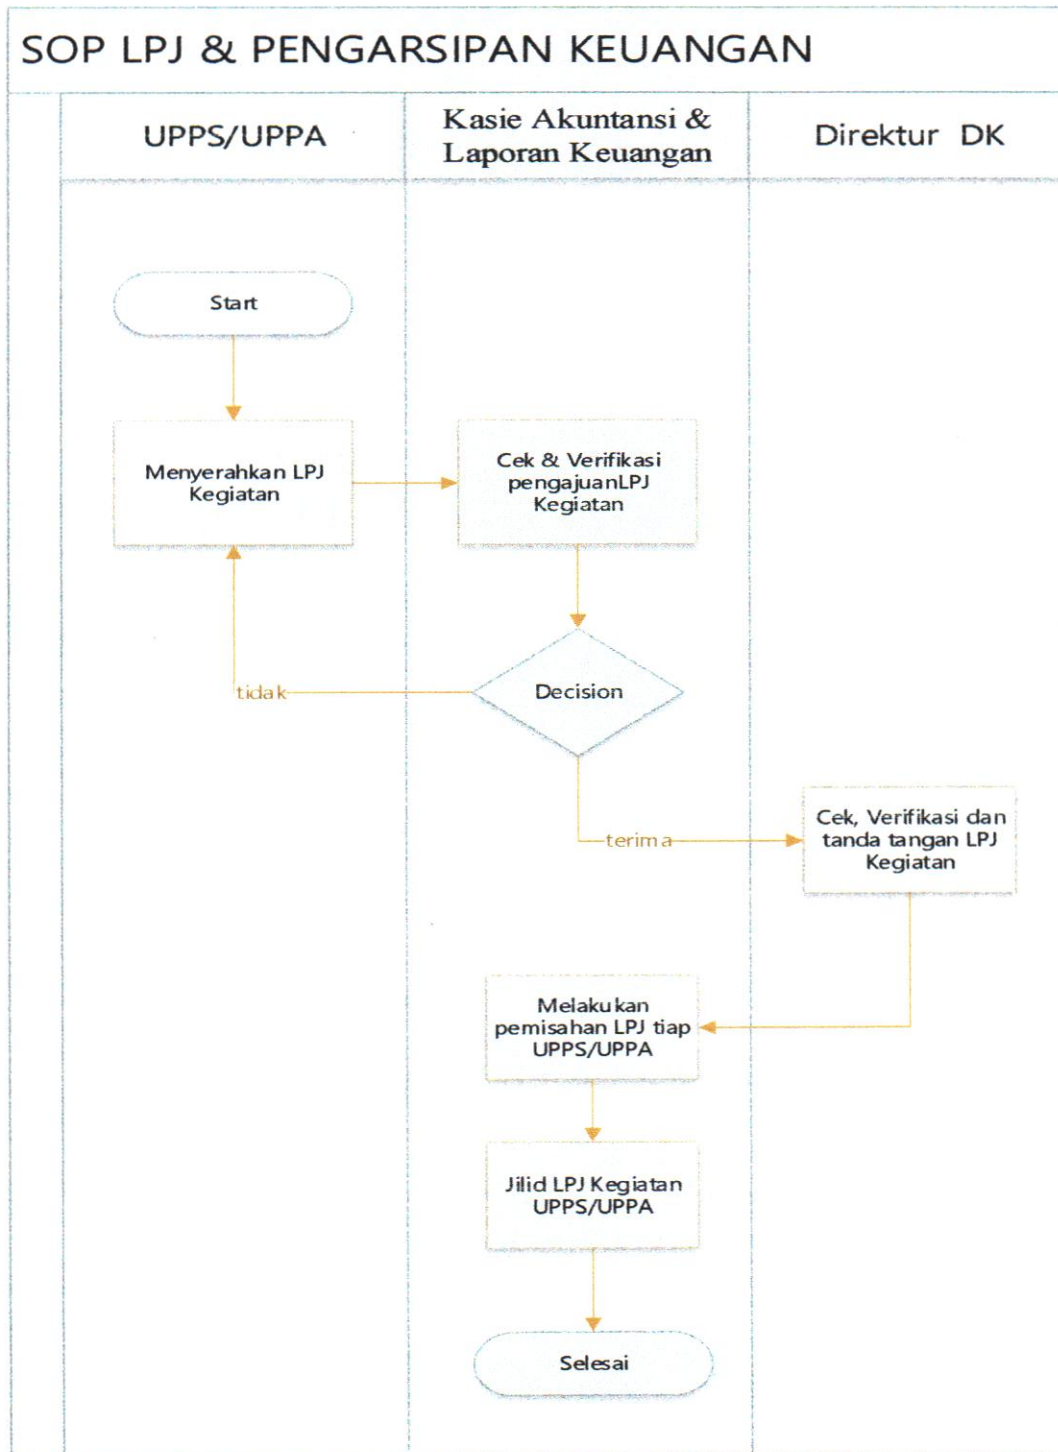 SOP LPJ & PENGARSIPAN KEUANGAN
UPPS/UPPA
Kasie Akuntansi &
Laporan Keuangan
Direktur DK
Start
Menyerahkan LPJ
Kegiatan
Cek & Verifikasi
pengajuanLPJ
Kegiatan
Decision
tidak
terima
Cek, Verifikasi dan
tanda tangan LPJ
Kegiatan
Melakukan
pemisahan LPJ tiap
UPPS/UPPA
Jilid LPJ Kegiatan
UPPS/UPPA
Selesai